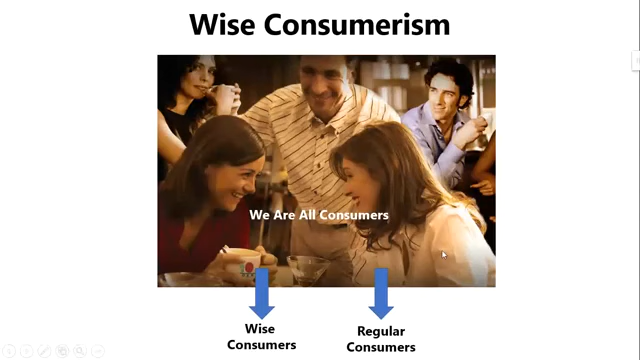 Wise Consumerism
We Are All Consumers
Wise
Consumers
Regular
Consumers